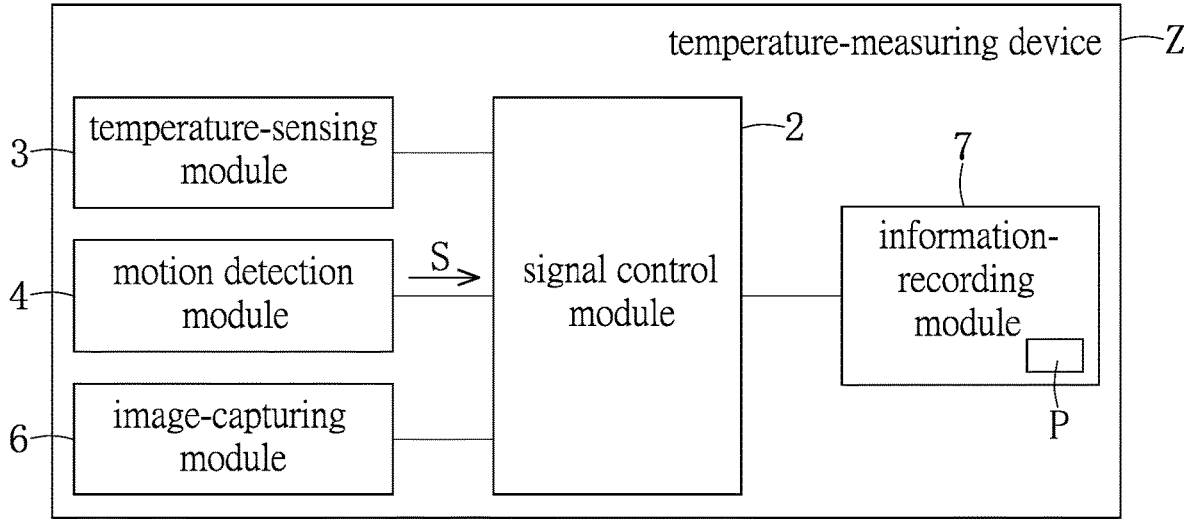 temperature-measuring device
Z
temperature-sensing
module
3
2
7
motion detection
module
4
S
signal control
module
information-
recording
module
P
image-capturing
module
6